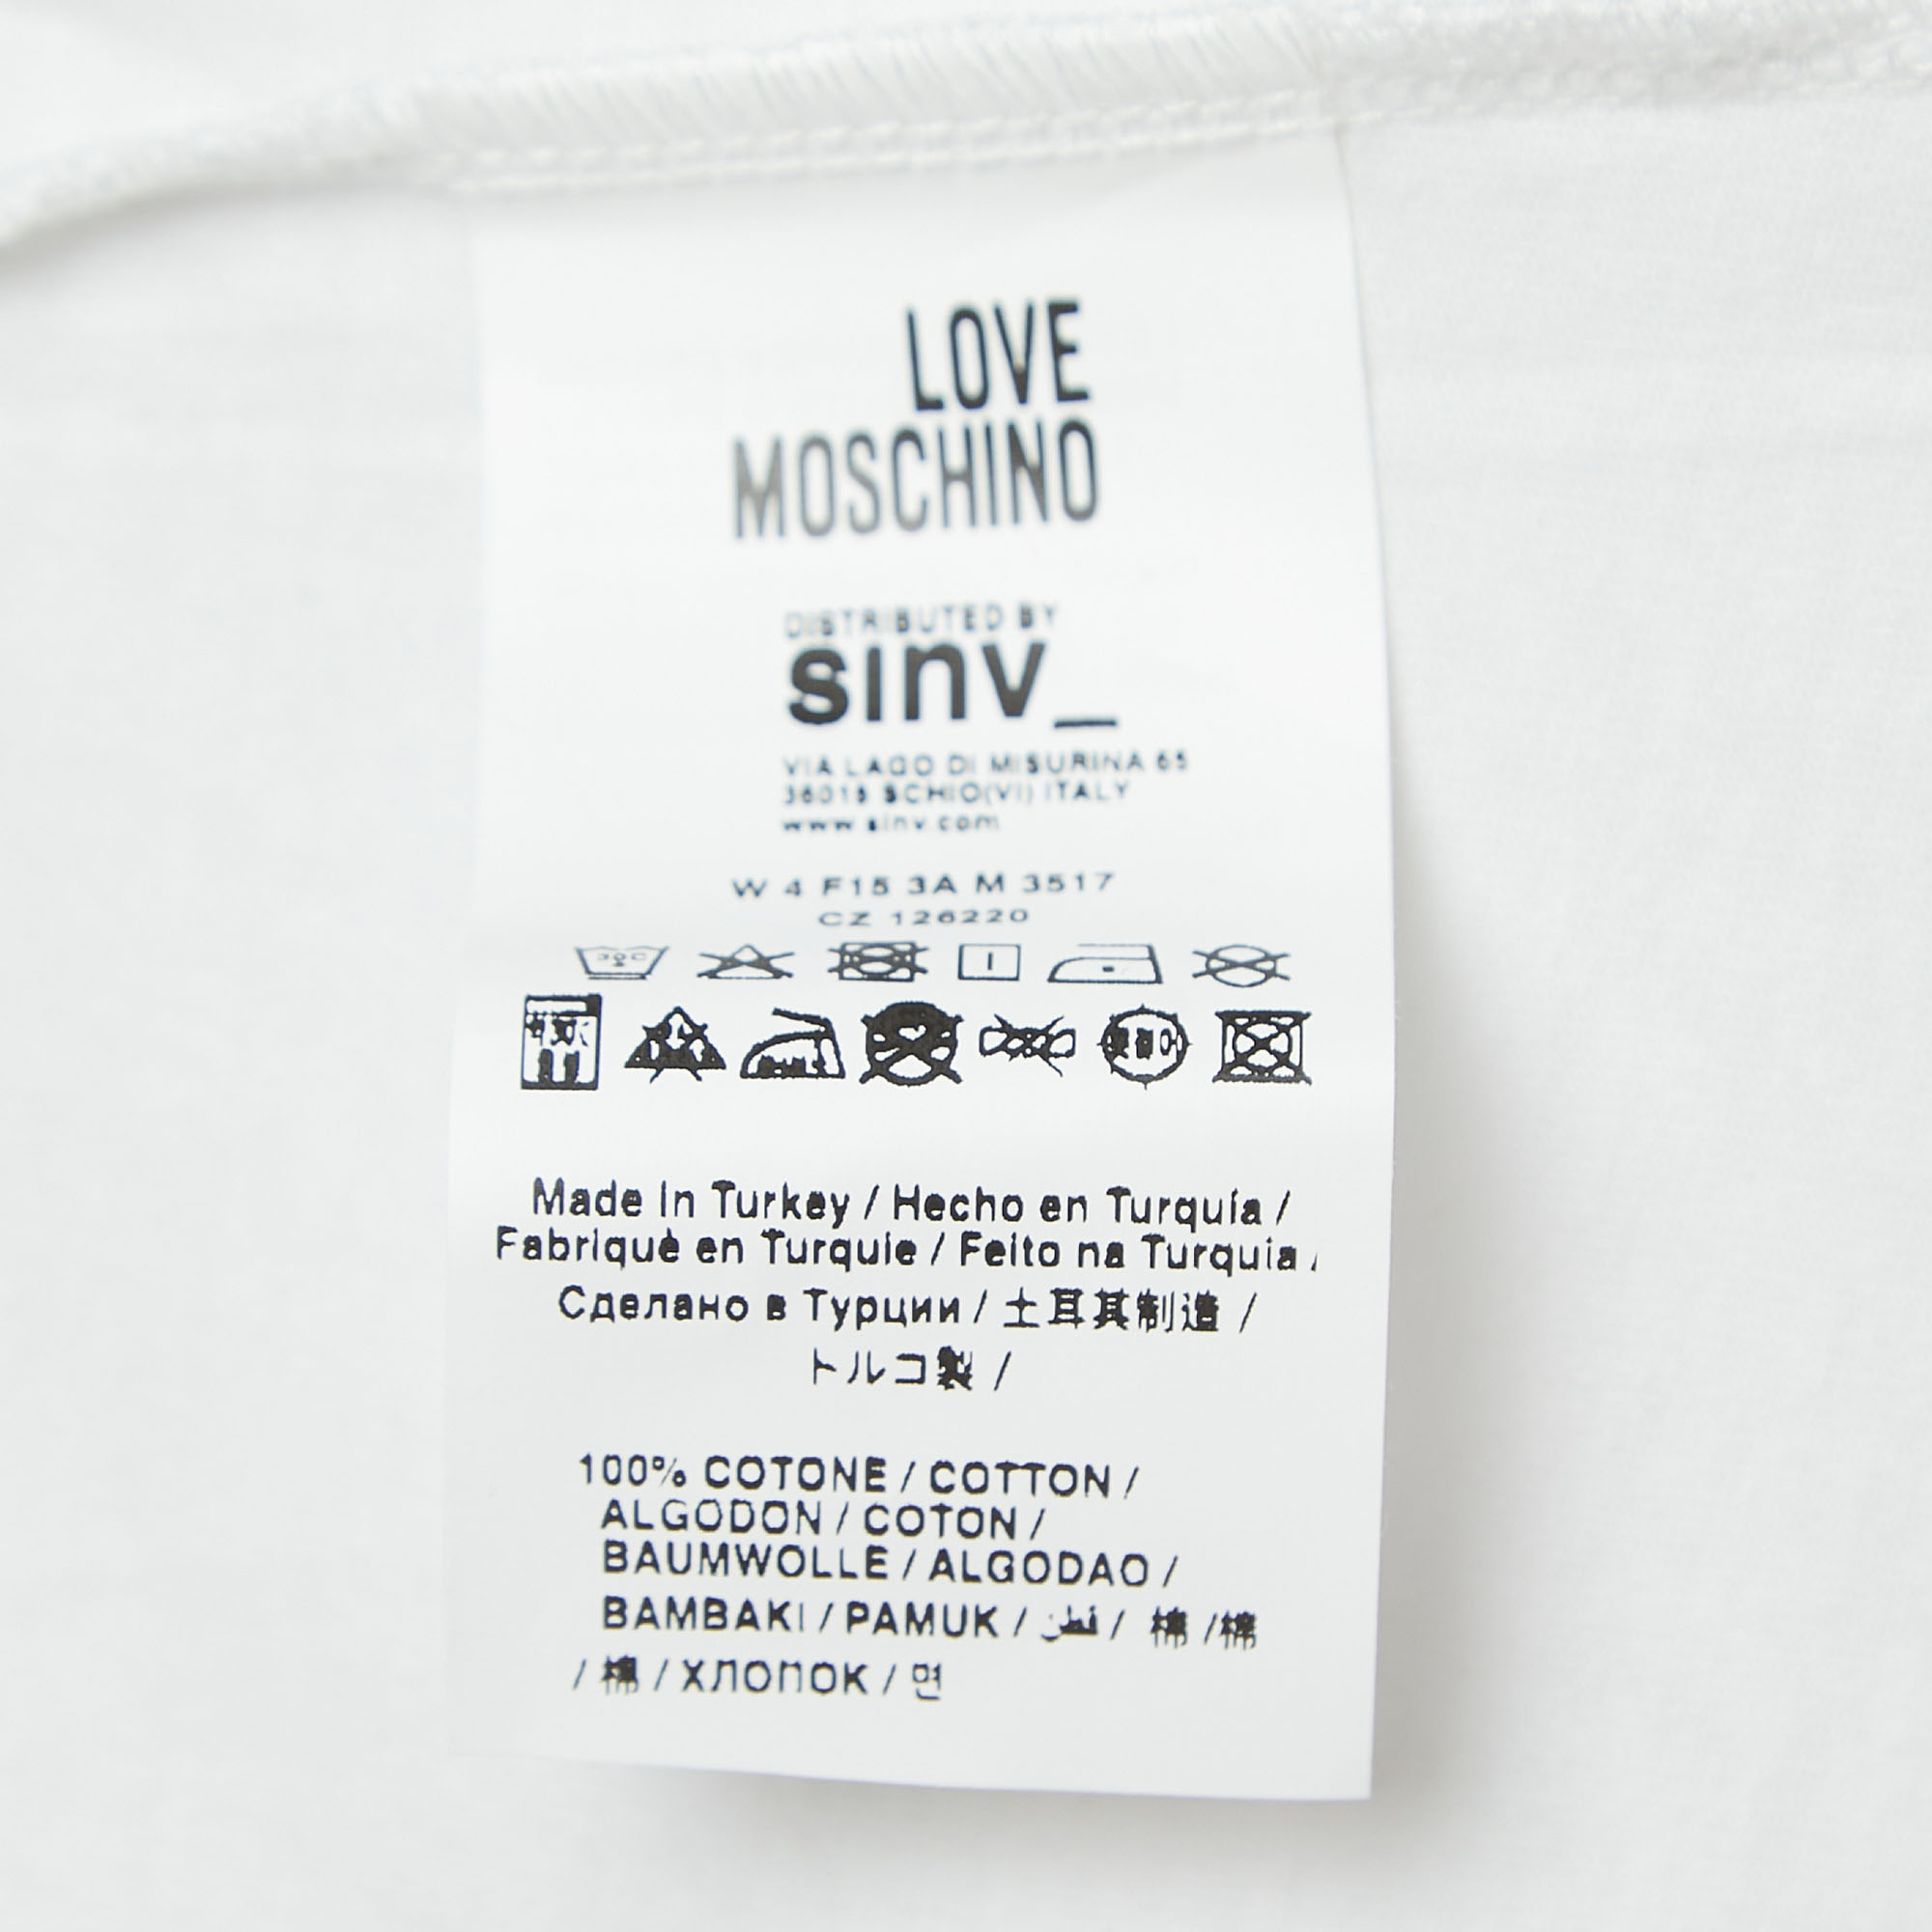 LOVE
MOSCHINO
DISTRIBUTED BY
sinv_
VIA LAGO DI MISURINA 65
36015 SCHIO(VI) ITALY
www.sinv.com
W 4 F15 3A M 3517
CZ 126220
30C
Made in Turkey / Hecho en Turquía /
Fabriquè en Turquie / Feito na Turquia /
Сделано в Турции / 土耳其制造 /
トルコ製 /
100% COTONE / COTTON /
ALGODON / COTON /
BAUMWOLLE / ALGODAO /
BAMBAKI / PAMUK / قطن / 棉 / 棉
/ 棉 / ХЛОПОК / 면